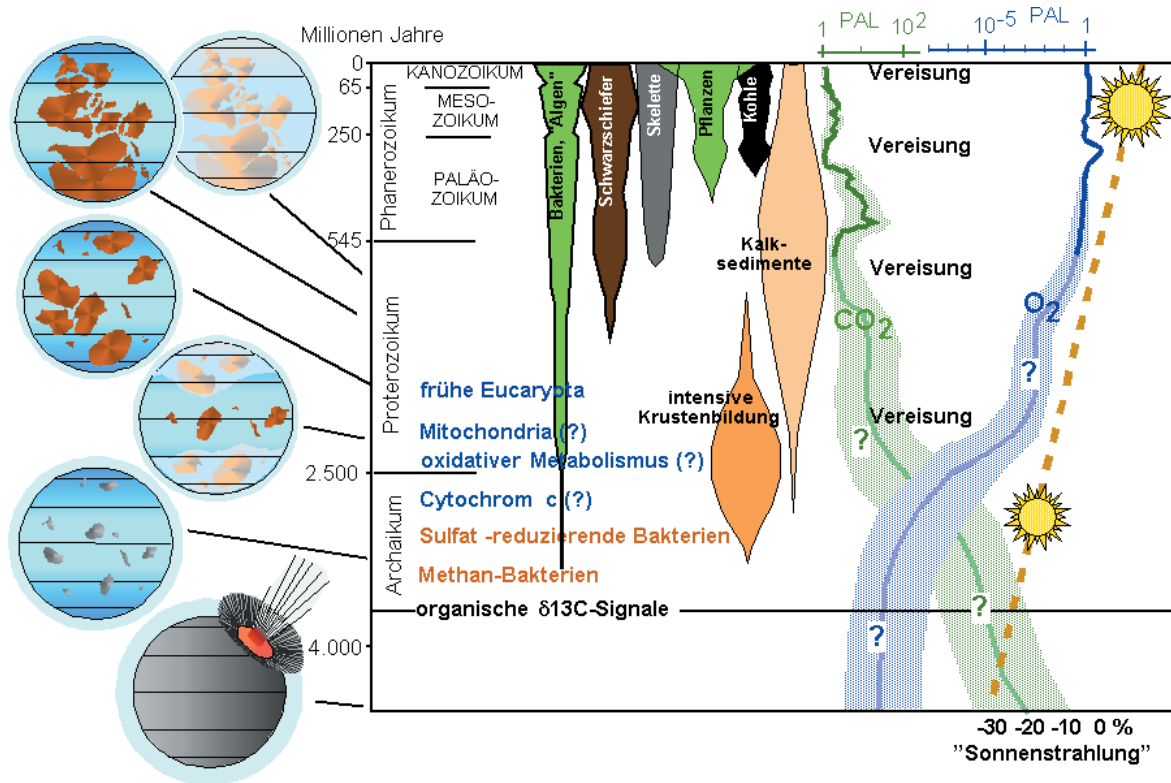 1 PAL 10² 10⁻⁵ PAL 1
Millionen Jahre
0
65
250
545
2.500
4.000
Phanerozoikum
Proterozoikum
Archaikum
KÄNOZOIKUM
MESO-
ZOIKUM
PALÄO-
ZOIKUM
Bakterien, "Algen"
Schwarzschiefer
Skelette
Pflanzen
Kohle
Kalk-
sedimente
intensive
Krustenbildung
Vereisung
Vereisung
Vereisung
Vereisung
CO₂
O₂
?
?
?
?
frühe Eucaryota
Mitochondria (?)
oxidativer Metabolismus (?)
Cytochrom c (?)
Sulfat -reduzierende Bakterien
Methan-Bakterien
organische δ13C-Signale
-30 -20 -10 0 %
"Sonnenstrahlung"